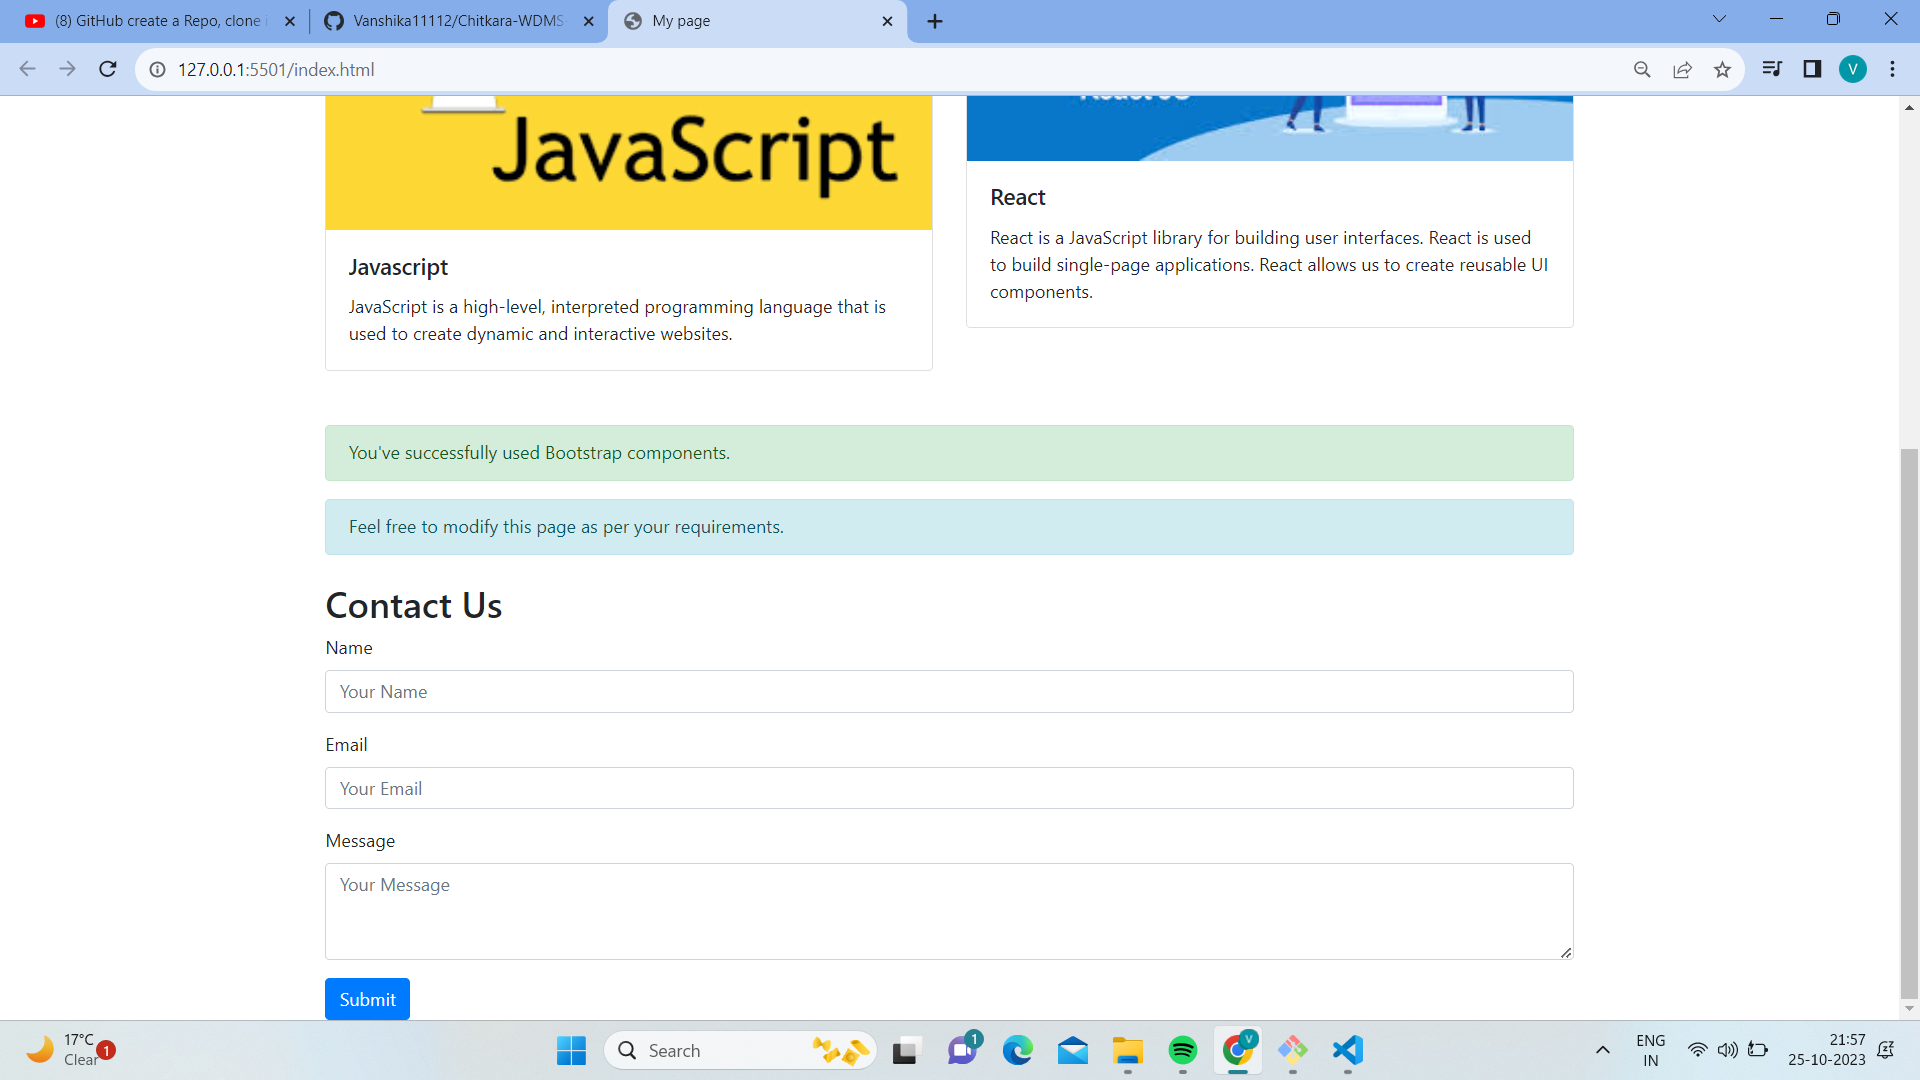 (8) GitHub create a Repo, clone
Vanshika11112/Chitkara-WDMS
My page
127.0.0.1:5501/index.html
V
JavaScript
React
React is a JavaScript library for building user interfaces. React is used
to build single-page applications. React allows us to create reusable UI
components.
Javascript
JavaScript is a high-level, interpreted programming language that is
used to create dynamic and interactive websites.
You've successfully used Bootstrap components.
Feel free to modify this page as per your requirements.
Contact Us
Name
Your Name
Email
Your Email
Message
Your Message
Submit
17°C
Clear
1
Search
1
V
ENG
IN
21:57
25-10-2023